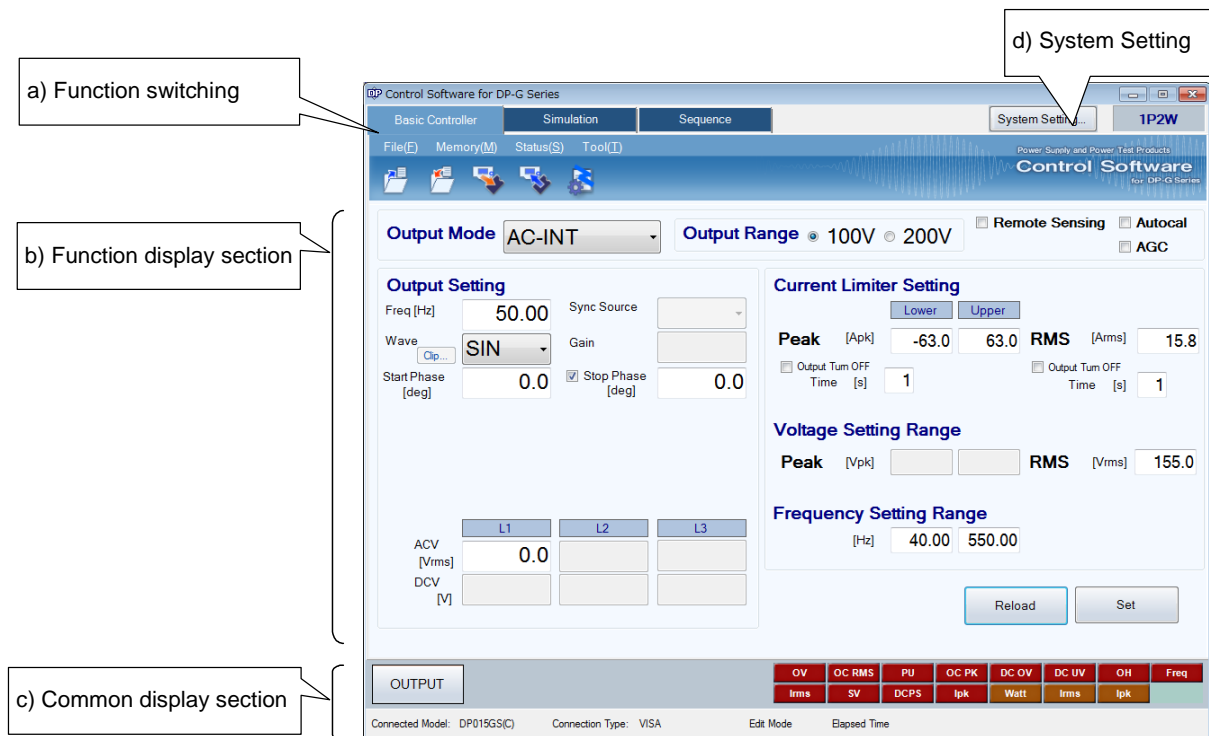 d) System Setting
a) Function switching
DP Control Software for DP-G Series
Basic Controller Simulation Sequence System Setting... 1P2W
File(F) Memory(M) Status(S) Tool(T)
Power Supply and Power Test Products
Control Software
for DP-G Series
b) Function display section
Output Mode AC-INT Output Range 100V 200V Remote Sensing Autocal
AGC
Output Setting Current Limiter Setting
Freq [Hz] 50.00 Sync Source Lower Upper
Wave Clip... SIN Gain Peak [Apk] -63.0 63.0 RMS [Arms] 15.8
Start Phase [deg] 0.0 Stop Phase [deg] 0.0 Output Turn OFF Time [s] 1 Output Turn OFF Time [s] 1
Voltage Setting Range
Peak [Vpk] RMS [Vrms] 155.0
Frequency Setting Range
L1 L2 L3 [Hz] 40.00 550.00
ACV [Vrms] 0.0
DCV [V]
Reload Set
c) Common display section
OUTPUT OV OC RMS PU OC PK DC OV DC UV OH Freq
Irms SV DCPS Ipk Watt Irms Ipk
Connected Model: DP015GS(C) Connection Type: VISA Edit Mode Elapsed Time